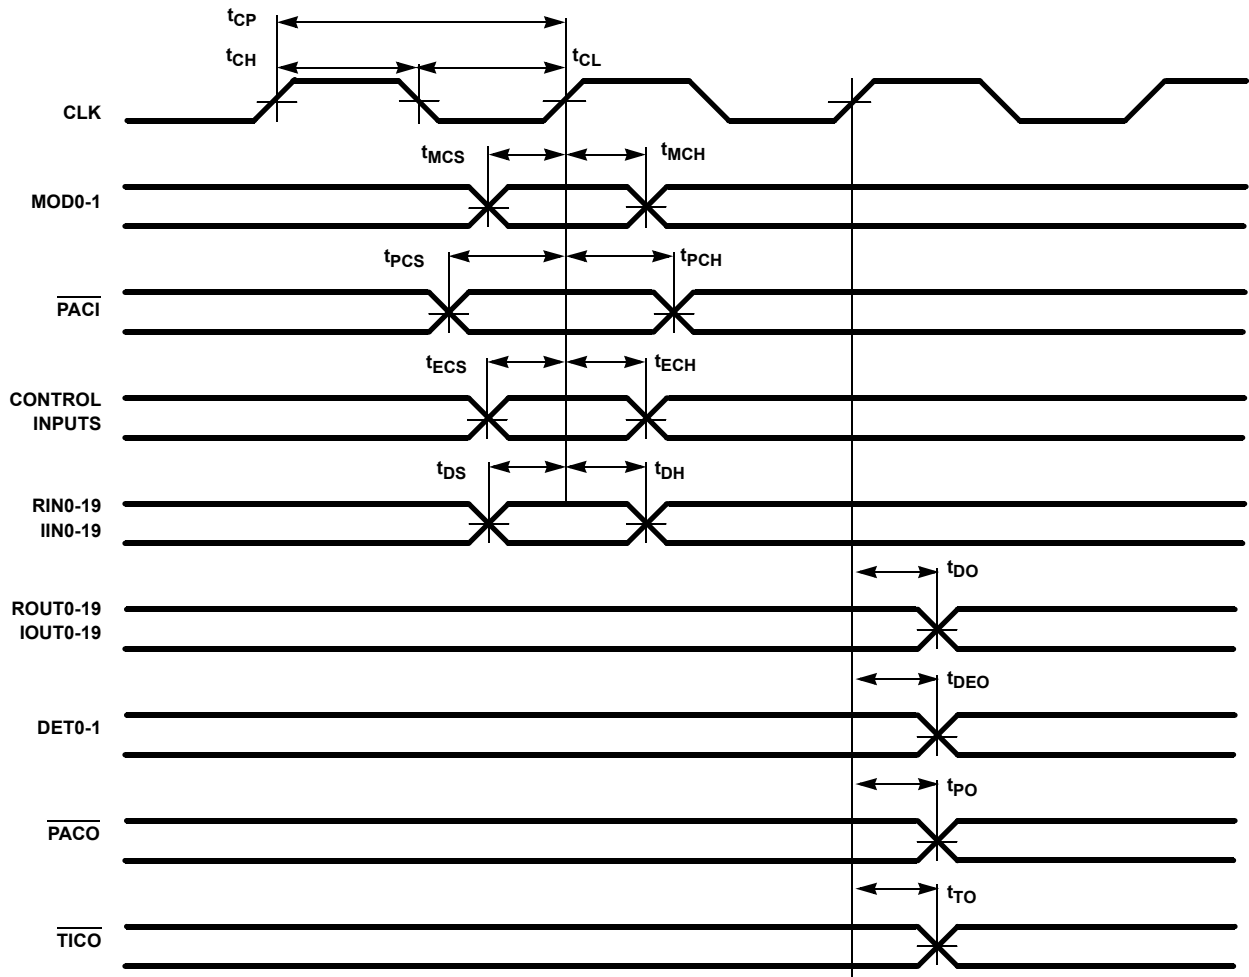 tCP
tCH
tCL
CLK
tMCS
tMCH
MOD0-1
tPCS
tPCH
PACI
tECS
tECH
CONTROL
INPUTS
tDS
tDH
RIN0-19
IIN0-19
tDO
ROUT0-19
IOUT0-19
tDEO
DET0-1
tPO
PACO
tTO
TICO